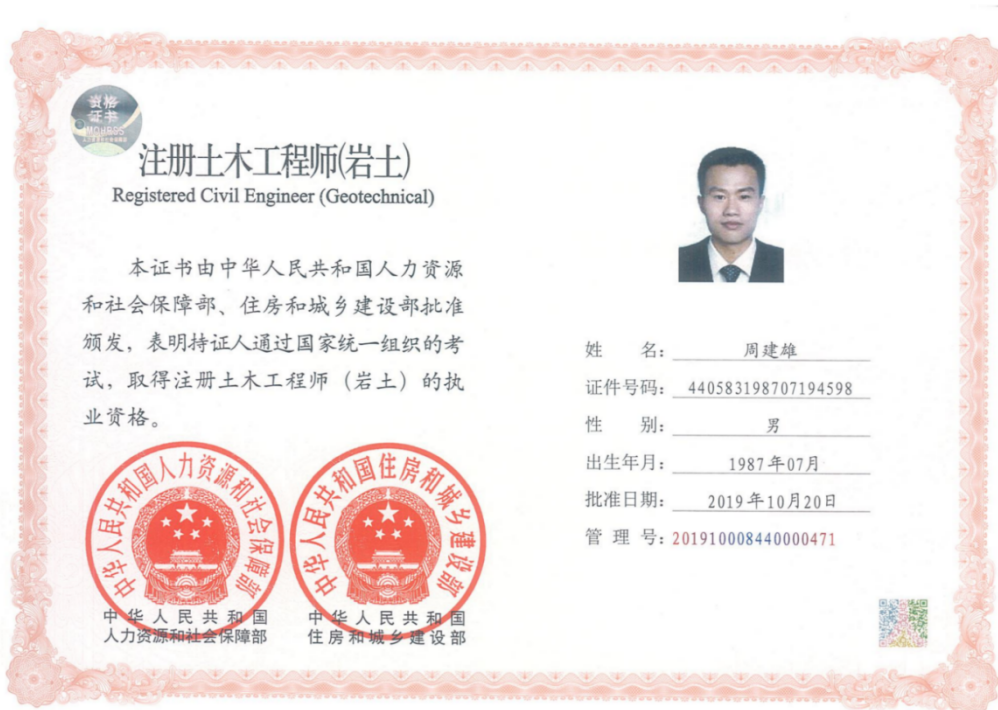 资格
证书
MOHRSS
注册土木工程师(岩土)
Registered Civil Engineer (Geotechnical)
本证书由中华人民共和国人力资源
和社会保障部、住房和城乡建设部批准
颁发，表明持证人通过国家统一组织的考
试，取得注册土木工程师（岩土）的执
业资格。
姓 名：周建雄
证件号码：440583198707194598
性 别：男
出生年月：1987年07月
批准日期：2019年10月20日
管 理 号：201910008440000471
中华人民共和国人力资源和社会保障部
中华人民共和国住房和城乡建设部
中华人民共和国
人力资源和社会保障部
中华人民共和国
住房和城乡建设部